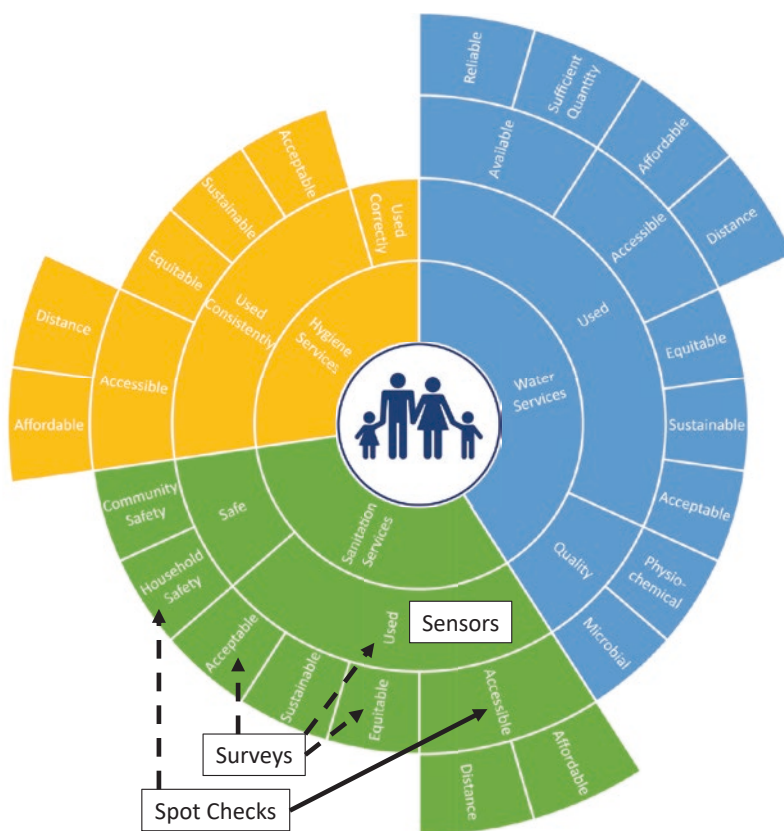 Reliable
Sufficient
Quantity
Affordable
Distance
Available
Accessible
Used
Equitable
Sustainable
Acceptable
Water
Services
Quality
Physio-
chemical
Microbial
Acceptable
Sustainable
Equitable
Used
Correctly
Used
Consistently
Hygiene
Services
Distance
Accessible
Affordable
Community
Safety
Safe
Sanitation
Services
Household
Safety
Acceptable
Used
Sensors
Sustainable
Equitable
Accessible
Surveys
Distance
Affordable
Spot Checks